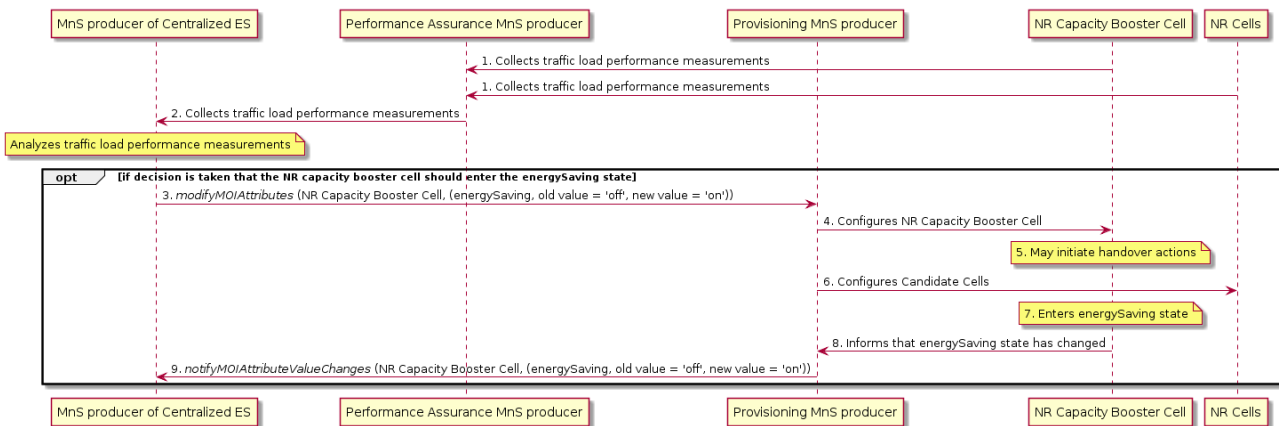 MnS producer of Centralized ES
Performance Assurance MnS producer
Provisioning MnS producer
NR Capacity Booster Cell
NR Cells
1. Collects traffic load performance measurements
1. Collects traffic load performance measurements
2. Collects traffic load performance measurements
Analyzes traffic load performance measurements
opt
[if decision is taken that the NR capacity booster cell should enter the energySaving state]
3. modifyMOIAttributes (NR Capacity Booster Cell, (energySaving, old value = 'off', new value = 'on'))
4. Configures NR Capacity Booster Cell
5. May initiate handover actions
6. Configures Candidate Cells
7. Enters energySaving state
8. Informs that energySaving state has changed
9. notifyMOIAttributeValueChanges (NR Capacity Booster Cell, (energySaving, old value = 'off', new value = 'on'))
MnS producer of Centralized ES
Performance Assurance MnS producer
Provisioning MnS producer
NR Capacity Booster Cell
NR Cells